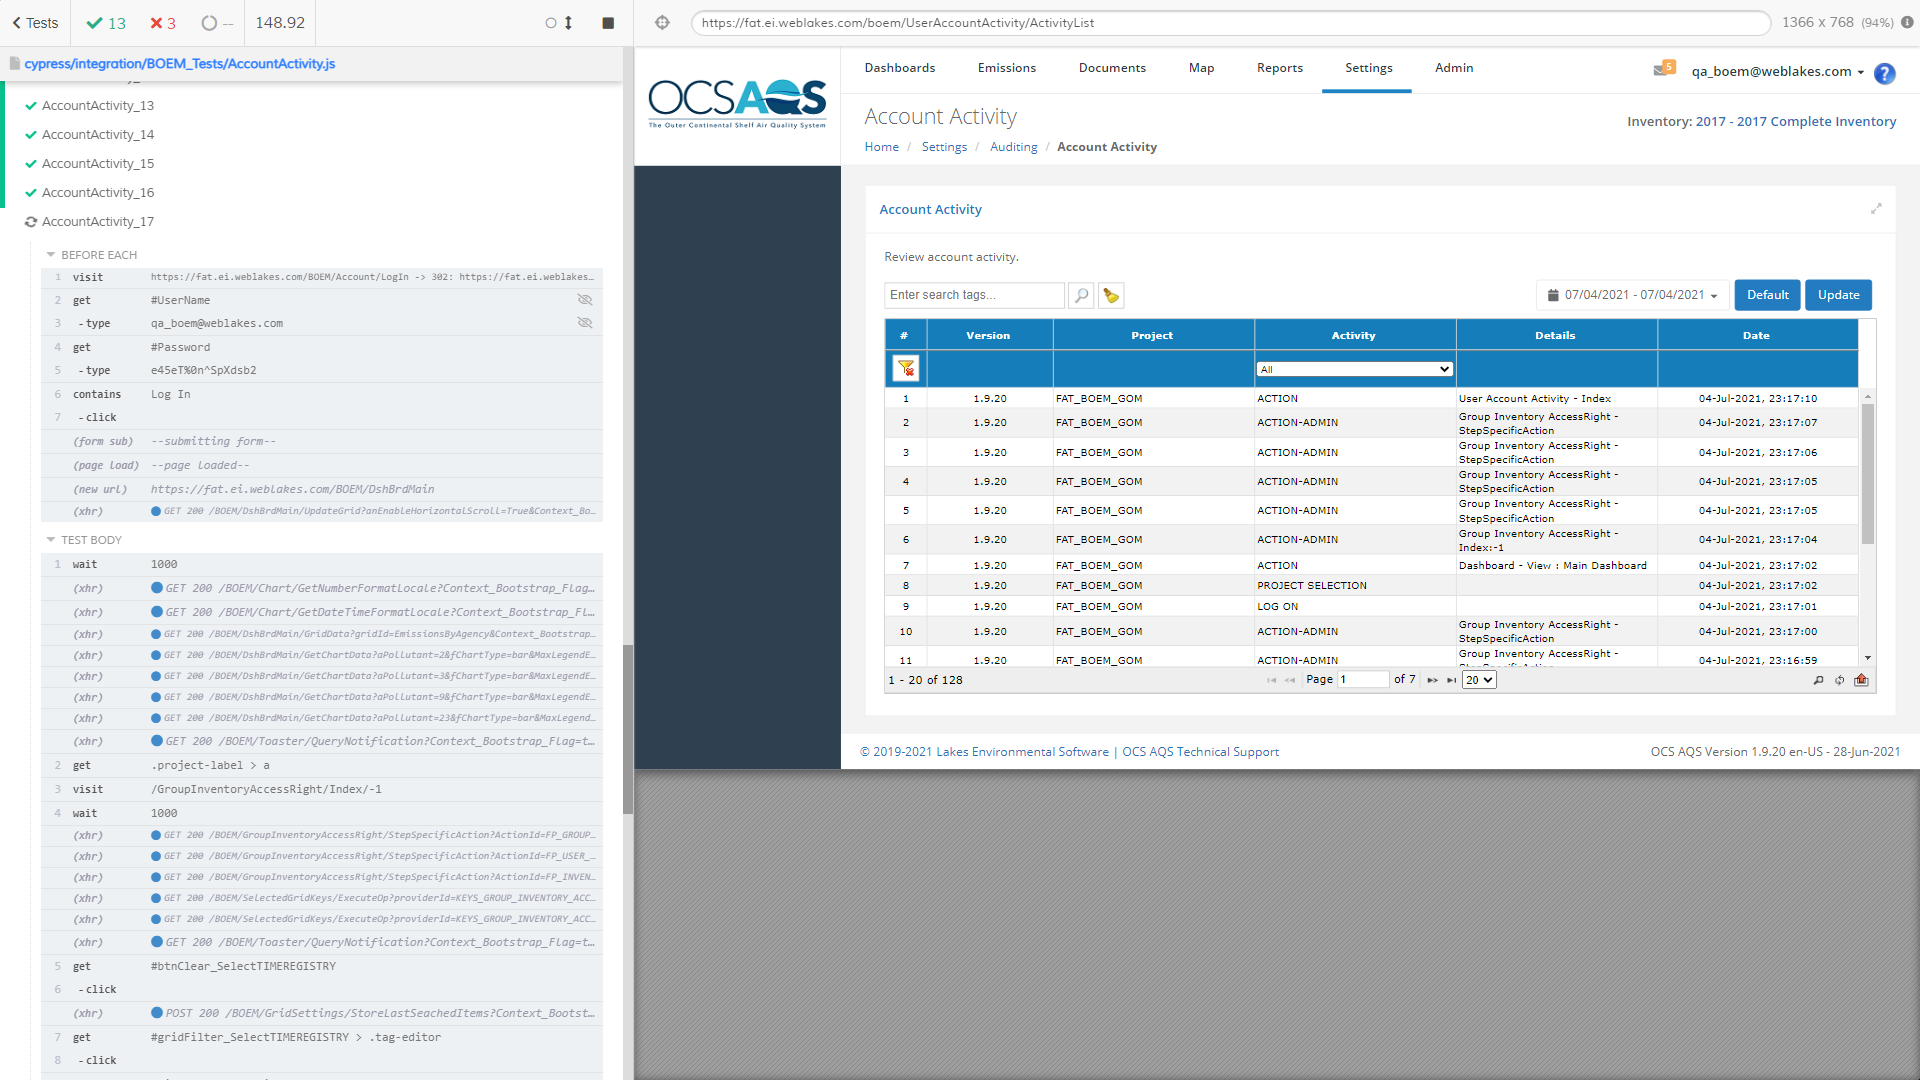 Tests
13
3
--
148.92
https://fat.ei.weblakes.com/boem/UserAccountActivity/ActivityList
1366 x 768 (94%)
cypress/integration/BOEM_Tests/AccountActivity.js
AccountActivity_13
AccountActivity_14
AccountActivity_15
AccountActivity_16
AccountActivity_17
BEFORE EACH
1 visit https://fat.ei.weblakes.com/BOEM/Account/LogIn -> 302: https://fat.ei.weblakes…
2 get #UserName
3 -type qa_boem@weblakes.com
4 get #Password
5 -type e45eT%0n^SpXdsb2
6 contains Log In
7 -click
(form sub) --submitting form--
(page load) --page loaded--
(new url) https://fat.ei.weblakes.com/BOEM/DshBrdMain
(xhr) GET 200 /BOEM/DshBrdMain/UpdateGrid?anEnableHorizontalScroll=True&Context_Bo…
TEST BODY
1 wait 1000
(xhr) GET 200 /BOEM/Chart/GetNumberFormatLocale?Context_Bootstrap_Flag…
(xhr) GET 200 /BOEM/Chart/GetDateTimeFormatLocale?Context_Bootstrap_Fl…
(xhr) GET 200 /BOEM/DshBrdMain/GridData?gridId=EmissionsByAgency&Context_Bootstrap…
(xhr) GET 200 /BOEM/DshBrdMain/GetChartData?aPollutant=2&fChartType=bar&MaxLegendE…
(xhr) GET 200 /BOEM/DshBrdMain/GetChartData?aPollutant=3&fChartType=bar&MaxLegendE…
(xhr) GET 200 /BOEM/DshBrdMain/GetChartData?aPollutant=9&fChartType=bar&MaxLegendE…
(xhr) GET 200 /BOEM/DshBrdMain/GetChartData?aPollutant=23&fChartType=bar&MaxLegend…
(xhr) GET 200 /BOEM/Toaster/QueryNotification?Context_Bootstrap_Flag=t…
2 get .project-label > a
3 visit /GroupInventoryAccessRight/Index/-1
4 wait 1000
(xhr) GET 200 /BOEM/GroupInventoryAccessRight/StepSpecificAction?ActionId=FP_GROUP…
(xhr) GET 200 /BOEM/GroupInventoryAccessRight/StepSpecificAction?ActionId=FP_USER_…
(xhr) GET 200 /BOEM/GroupInventoryAccessRight/StepSpecificAction?ActionId=FP_INVEN…
(xhr) GET 200 /BOEM/SelectedGridKeys/ExecuteOp?providerId=KEYS_GROUP_INVENTORY_ACC…
(xhr) GET 200 /BOEM/SelectedGridKeys/ExecuteOp?providerId=KEYS_GROUP_INVENTORY_ACC…
(xhr) GET 200 /BOEM/Toaster/QueryNotification?Context_Bootstrap_Flag=t…
5 get #btnClear_SelectTIMEREGISTRY
6 -click
(xhr) POST 200 /BOEM/GridSettings/StoreLastSeachedItems?Context_Bootst…
7 get #gridFilter_SelectTIMEREGISTRY > .tag-editor
8 -click
OCSAQS
The Outer Continental Shelf Air Quality System
Dashboards Emissions Documents Map Reports Settings Admin
5
qa_boem@weblakes.com
?
Account Activity
Inventory: 2017 - 2017 Complete Inventory
Home / Settings / Auditing / Account Activity
Account Activity
Review account activity.
Enter search tags...
07/04/2021 - 07/04/2021
Default
Update
# Version Project Activity Details Date
All
1 1.9.20 FAT_BOEM_GOM ACTION User Account Activity - Index 04-Jul-2021, 23:17:10
2 1.9.20 FAT_BOEM_GOM ACTION-ADMIN Group Inventory AccessRight - StepSpecificAction 04-Jul-2021, 23:17:07
3 1.9.20 FAT_BOEM_GOM ACTION-ADMIN Group Inventory AccessRight - StepSpecificAction 04-Jul-2021, 23:17:06
4 1.9.20 FAT_BOEM_GOM ACTION-ADMIN Group Inventory AccessRight - StepSpecificAction 04-Jul-2021, 23:17:05
5 1.9.20 FAT_BOEM_GOM ACTION-ADMIN Group Inventory AccessRight - StepSpecificAction 04-Jul-2021, 23:17:05
6 1.9.20 FAT_BOEM_GOM ACTION-ADMIN Group Inventory AccessRight - Index:-1 04-Jul-2021, 23:17:04
7 1.9.20 FAT_BOEM_GOM ACTION Dashboard - View : Main Dashboard 04-Jul-2021, 23:17:02
8 1.9.20 FAT_BOEM_GOM PROJECT SELECTION 04-Jul-2021, 23:17:02
9 1.9.20 FAT_BOEM_GOM LOG ON 04-Jul-2021, 23:17:01
10 1.9.20 FAT_BOEM_GOM ACTION-ADMIN Group Inventory AccessRight - StepSpecificAction 04-Jul-2021, 23:17:00
11 1.9.20 FAT_BOEM_GOM ACTION-ADMIN Group Inventory AccessRight - 04-Jul-2021, 23:16:59
1 - 20 of 128
Page 1 of 7
20
© 2019-2021 Lakes Environmental Software | OCS AQS Technical Support
OCS AQS Version 1.9.20 en-US - 28-Jun-2021